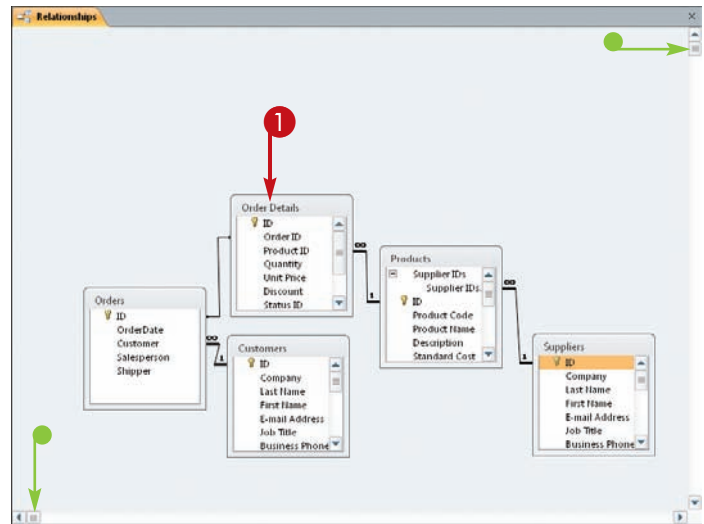 Relationships
1
Order Details
ID
Order ID
Product ID
Quantity
Unit Price
Discount
Status ID
∞
1
Products
Supplier IDs
Supplier IDs.
ID
Product Code
Product Name
Description
Standard Cost
∞
1
Orders
ID
OrderDate
Customer
Salesperson
Shipper
∞
1
Customers
ID
Company
Last Name
First Name
E-mail Address
Job Title
Business Phone
Suppliers
ID
Company
Last Name
First Name
E-mail Address
Job Title
Business Phone